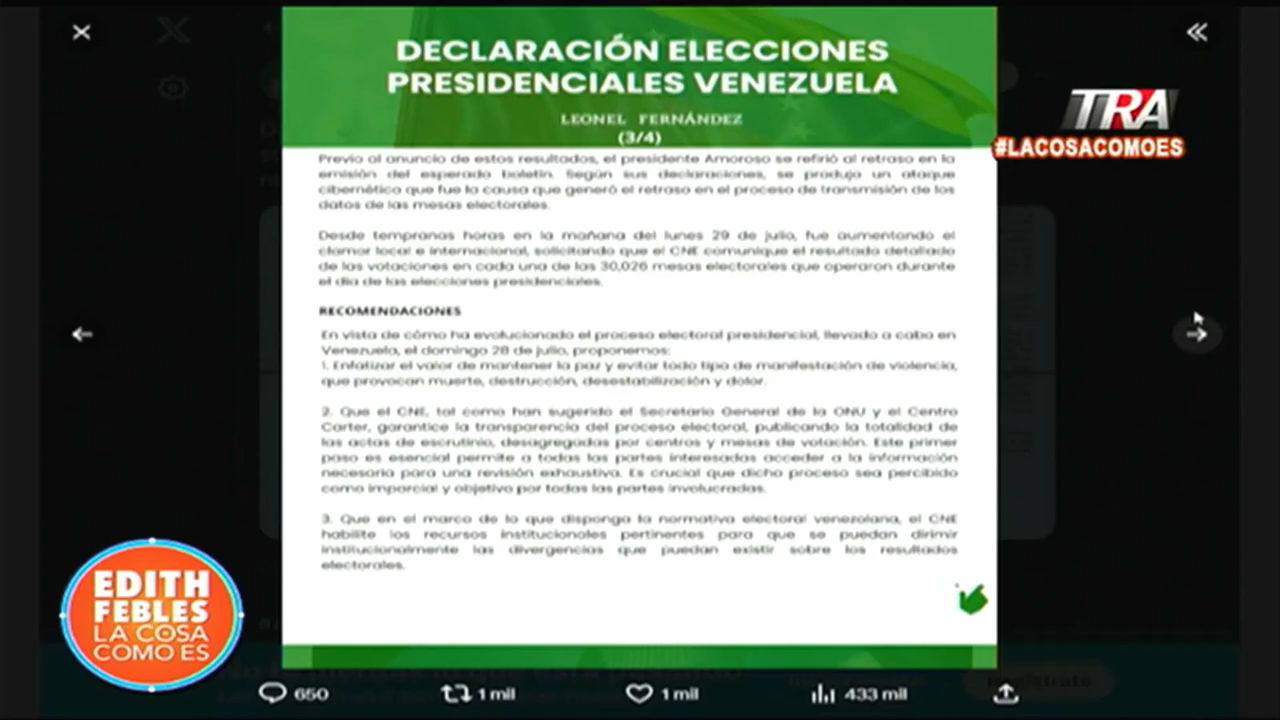 DECLARACIÓN ELECCIONES
PRESIDENCIALES VENEZUELA
LEONEL FERNÁNDEZ
(3/4)
TRA
#LACOSACOMOES
Previo al anuncio de estos resultados, el presidente Amoroso se refirió al retraso en la
emisión del esperado boletín. Según sus declaraciones, se produjo un ataque
cibernético que fue la causa que generó el retraso en el proceso de transmisión de los
datos de las mesas electorales.
Desde tempranas horas en la mañana del lunes 29 de julio, fue aumentando el
clamor local e internacional, solicitando que el CNE comunique el resultado detallado
de las votaciones en cada una de las 30,026 mesas electorales que operaron durante
el día de las elecciones presidenciales.
RECOMENDACIONES
En vista de cómo ha evolucionado el proceso electoral presidencial, llevado a cabo en
Venezuela, el domingo 28 de julio, proponemos:
1. Enfatizar el valor de mantener la paz y evitar todo tipo de manifestación de violencia,
que provocan muerte, destrucción, desestabilización y dolor.
2. Que el CNE, tal como han sugerido el Secretario General de la ONU y el Centro
Carter, garantice la transparencia del proceso electoral, publicando la totalidad de
las actas de escrutinio, desagregadas por centros y mesas de votación. Este primer
paso es esencial permite a todas las partes interesadas acceder a la información
necesaria para una revisión exhaustiva. Es crucial que dicho proceso sea percibido
como imparcial y objetivo por todas las partes involucradas.
3. Que en el marco de lo que disponga la normativa electoral venezolana, el CNE
habilite los recursos institucionales pertinentes para que se puedan dirimir
institucionalmente las divergencias que puedan existir sobre los resultados
electorales.
EDITH
FEBLES
LA COSA
COMO ES
650 1 mil 1 mil 433 mil